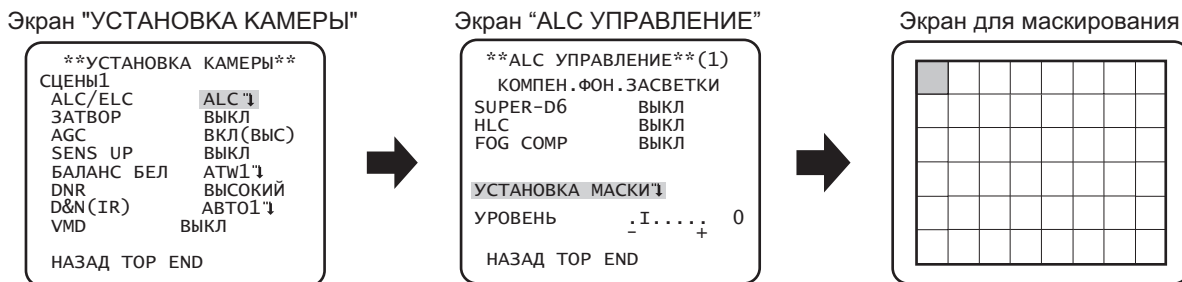 Экран "УСТАНОВКА КАМЕРЫ"
**УСТАНОВКА КАМЕРЫ**
СЦЕНЫ1
ALC/ELC ALC
ЗАТВОР ВЫКЛ
AGC ВКЛ(ВЫС)
SENS UP ВЫКЛ
БАЛАНС БЕЛ ATW1
DNR ВЫСОКИЙ
D&N(IR) АВТО1
VMD ВЫКЛ
НАЗАД TOP END
Экран “ALC УПРАВЛЕНИЕ”
**ALC УПРАВЛЕНИЕ**(1)
КОМПЕН.ФОН.ЗАСВЕТКИ
SUPER-D6 ВЫКЛ
HLC ВЫКЛ
FOG COMP ВЫКЛ
УСТАНОВКА МАСКИ
УРОВЕНЬ .I..... 0
- +
НАЗАД TOP END
Экран для маскирования